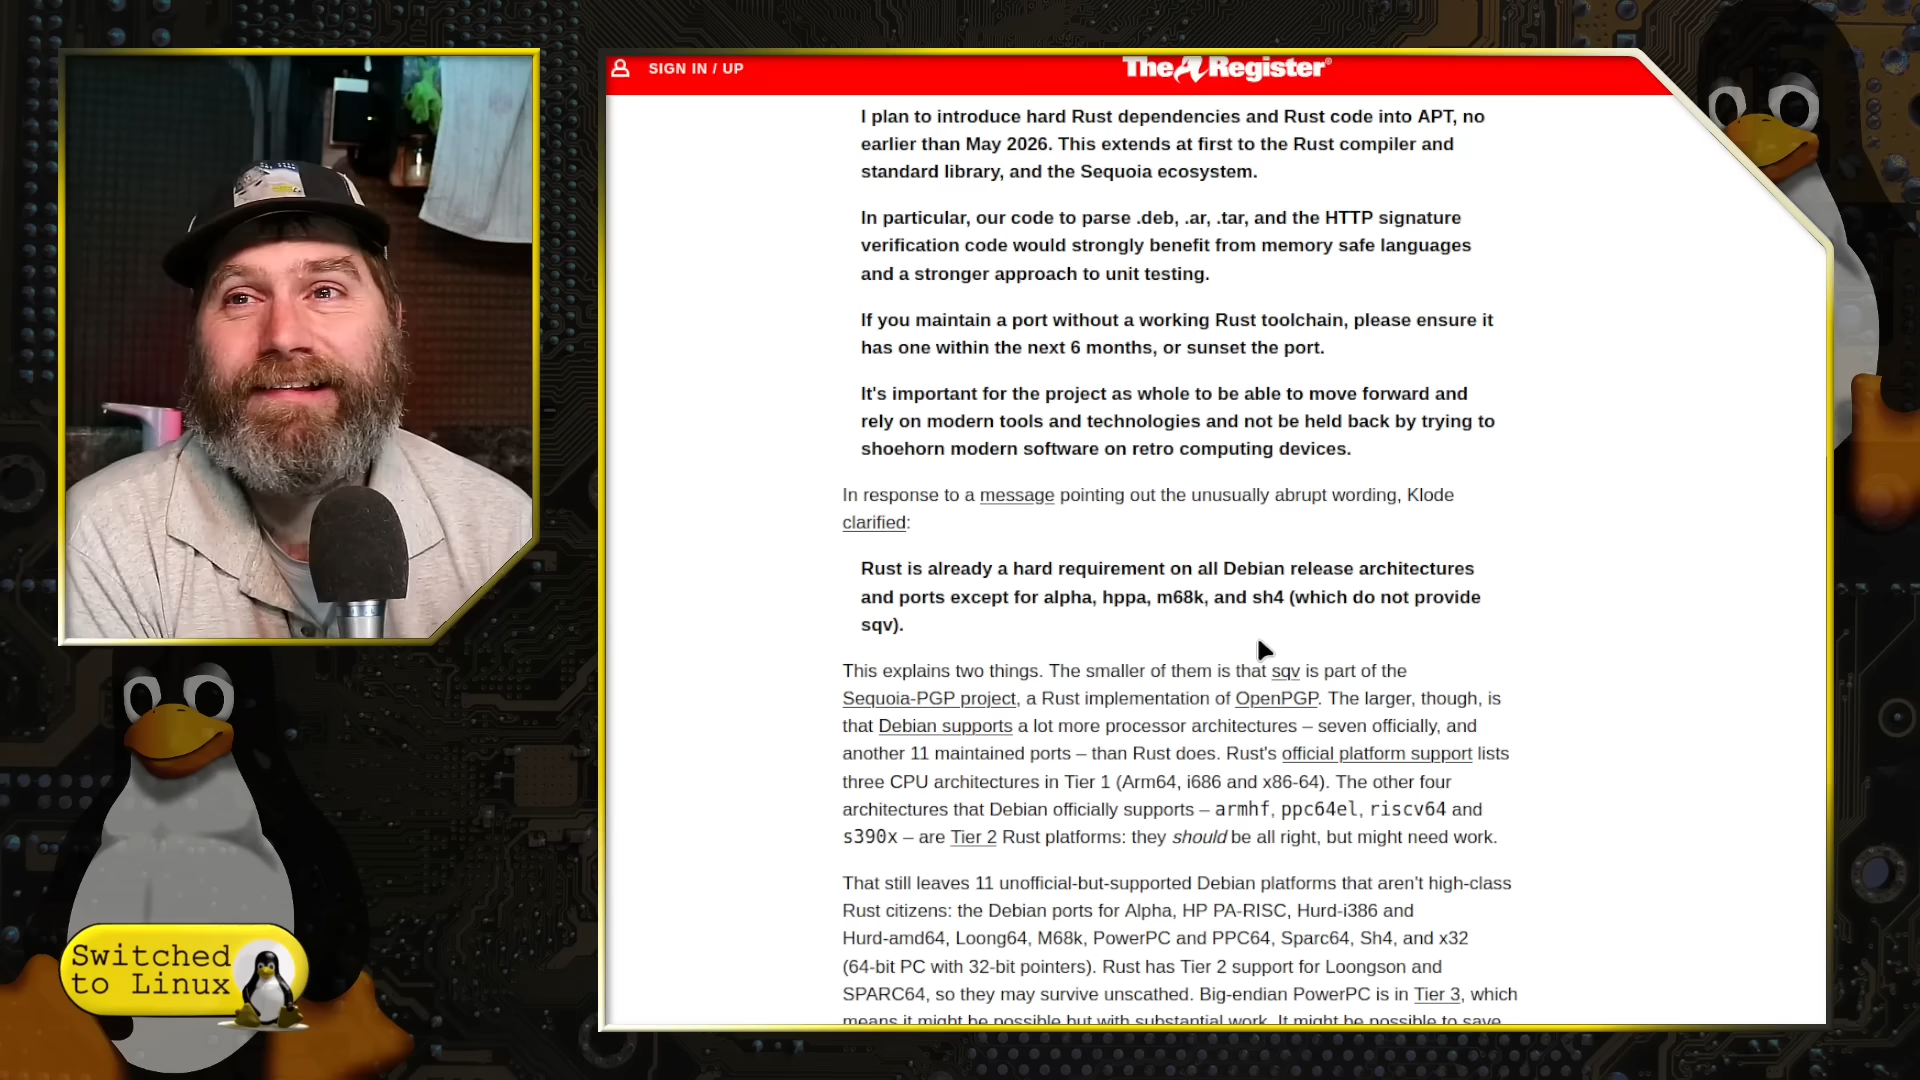 SIGN IN / UP
The Register®
I plan to introduce hard Rust dependencies and Rust code into APT, no
earlier than May 2026. This extends at first to the Rust compiler and
standard library, and the Sequoia ecosystem.
In particular, our code to parse .deb, .ar, .tar, and the HTTP signature
verification code would strongly benefit from memory safe languages
and a stronger approach to unit testing.
If you maintain a port without a working Rust toolchain, please ensure it
has one within the next 6 months, or sunset the port.
It's important for the project as whole to be able to move forward and
rely on modern tools and technologies and not be held back by trying to
shoehorn modern software on retro computing devices.
In response to a message pointing out the unusually abrupt wording, Klode
clarified:
Rust is already a hard requirement on all Debian release architectures
and ports except for alpha, hppa, m68k, and sh4 (which do not provide
sqv).
This explains two things. The smaller of them is that sqv is part of the
Sequoia-PGP project, a Rust implementation of OpenPGP. The larger, though, is
that Debian supports a lot more processor architectures – seven officially, and
another 11 maintained ports – than Rust does. Rust's official platform support lists
three CPU architectures in Tier 1 (Arm64, i686 and x86-64). The other four
architectures that Debian officially supports – armhf, ppc64el, riscv64 and
s390x – are Tier 2 Rust platforms: they should be all right, but might need work.
That still leaves 11 unofficial-but-supported Debian platforms that aren't high-class
Rust citizens: the Debian ports for Alpha, HP PA-RISC, Hurd-i386 and
Hurd-amd64, Loong64, M68k, PowerPC and PPC64, Sparc64, Sh4, and x32
(64-bit PC with 32-bit pointers). Rust has Tier 2 support for Loongson and
SPARC64, so they may survive unscathed. Big-endian PowerPC is in Tier 3, which
means it might be possible but with substantial work. It might be possible to save
Switched
to Linux